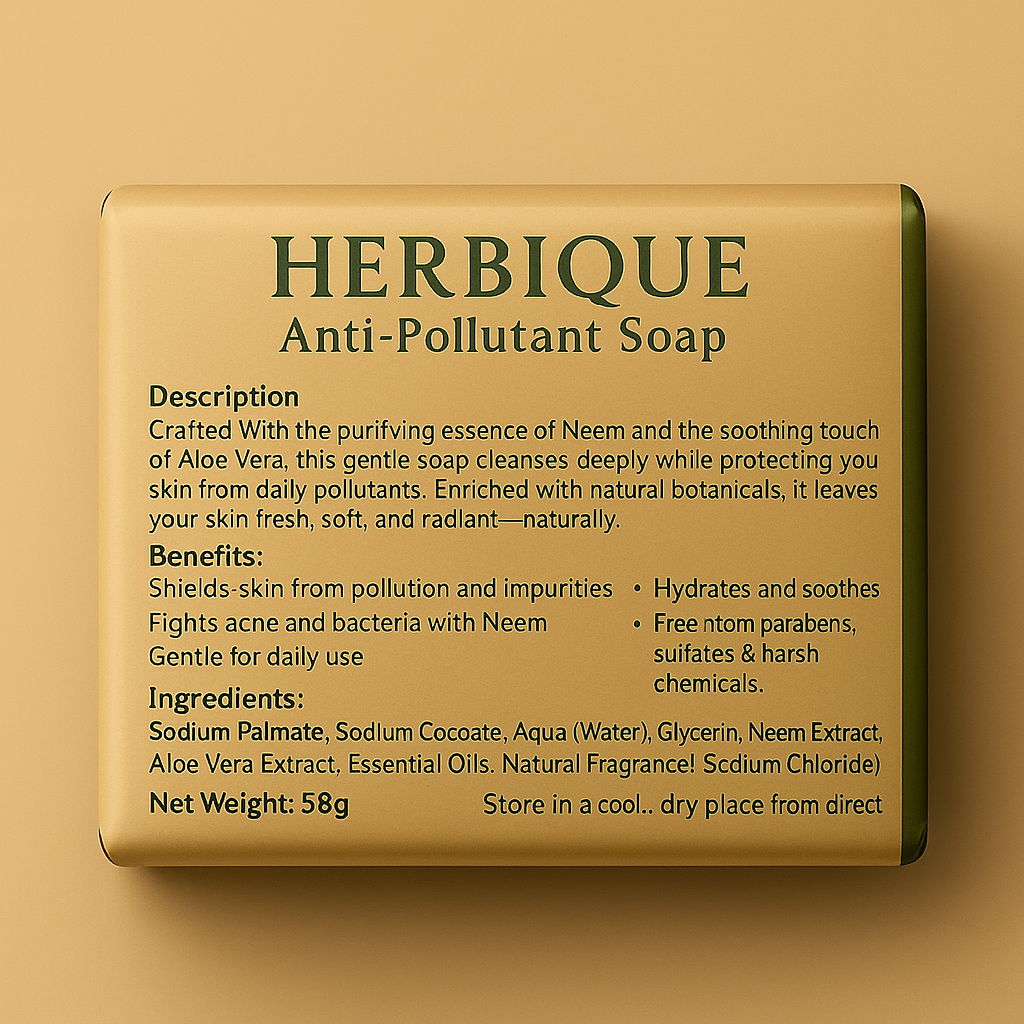 HERBIQUE
Anti-Pollutant Soap
Description
Crafted With the purifving essence of Neem and the soothing touch
of Aloe Vera, this gentle soap cleanses deeply while protecting you
skin from daily pollutants. Enriched with natural botanicals, it leaves
your skin fresh, soft, and radlant—naturally.
Benefits:
Shields-skin from pollution and impurities
Fights acne and bacteria with Neem
Gentle for daily use
• Hydrates and soothes
• Free ntom parabens,
suifates & harsh
chemicals.
Ingredients:
Sodium Palmate, Sodlum Cocoate, Aqua (Water), Glycerin, Neem Extract,
Aloe Vera Extract, Essential Oils. Natural Fragrance! Scdium Chloride)
Net Weight: 58g
Store in a cool.. dry place from direct